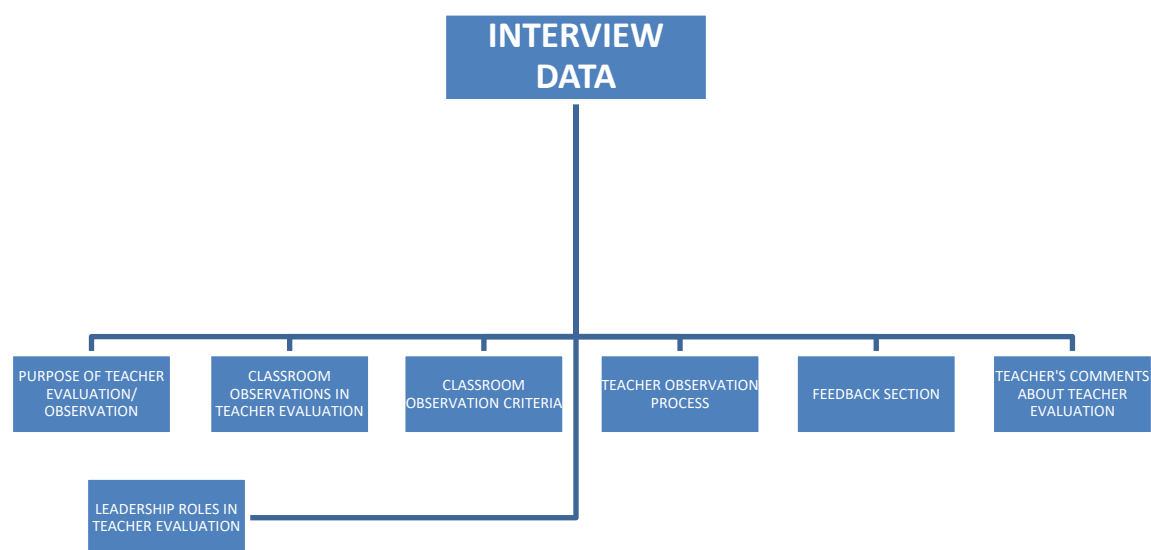 INTERVIEW
DATA
PURPOSE OF TEACHER
EVALUATION/
OBSERVATION
CLASSROOM
OBSERVATIONS IN
TEACHER EVALUATION
CLASSROOM
OBSERVATION CRITERIA
TEACHER OBSERVATION
PROCESS
FEEDBACK SECTION
TEACHER'S COMMENTS
ABOUT TEACHER
EVALUATION
LEADERSHIP ROLES IN
TEACHER EVALUATION